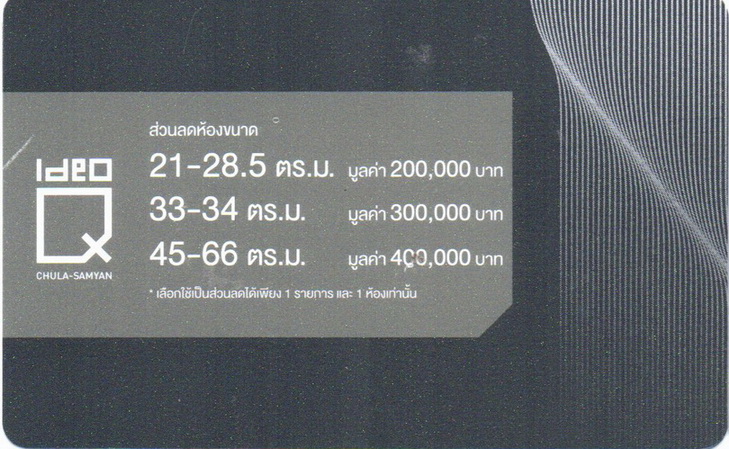 ideo
Q
CHULA-SAMYAN
ส่วนลดห้องขนาด
21-28.5 ตร.ม. มูลค่า 200,000 บาท
33-34 ตร.ม. มูลค่า 300,000 บาท
45-66 ตร.ม. มูลค่า 400,000 บาท
* เลือกใช้เป็นส่วนลดได้เพียง 1 รายการ และ 1 ห้องเท่านั้น